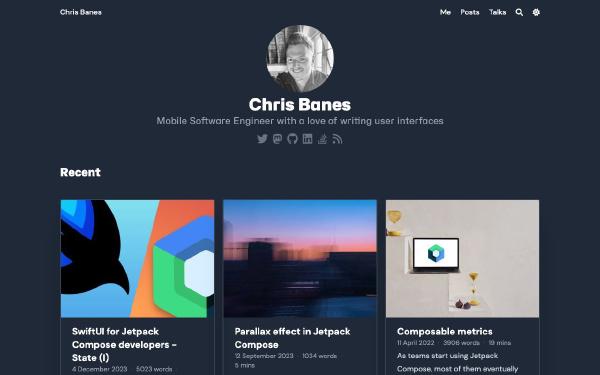 Chris Banes
Me Posts Talks
Chris Banes
Mobile Software Engineer with a love of writing user interfaces
Recent
SwiftUI for Jetpack
Compose developers –
State (I)
4 December 2023 · 5023 words
Parallax effect in Jetpack
Compose
12 September 2023 · 1034 words
5 mins
Composable metrics
11 April 2022 · 3906 words · 19 mins
As teams start using Jetpack
Compose, most of them eventually